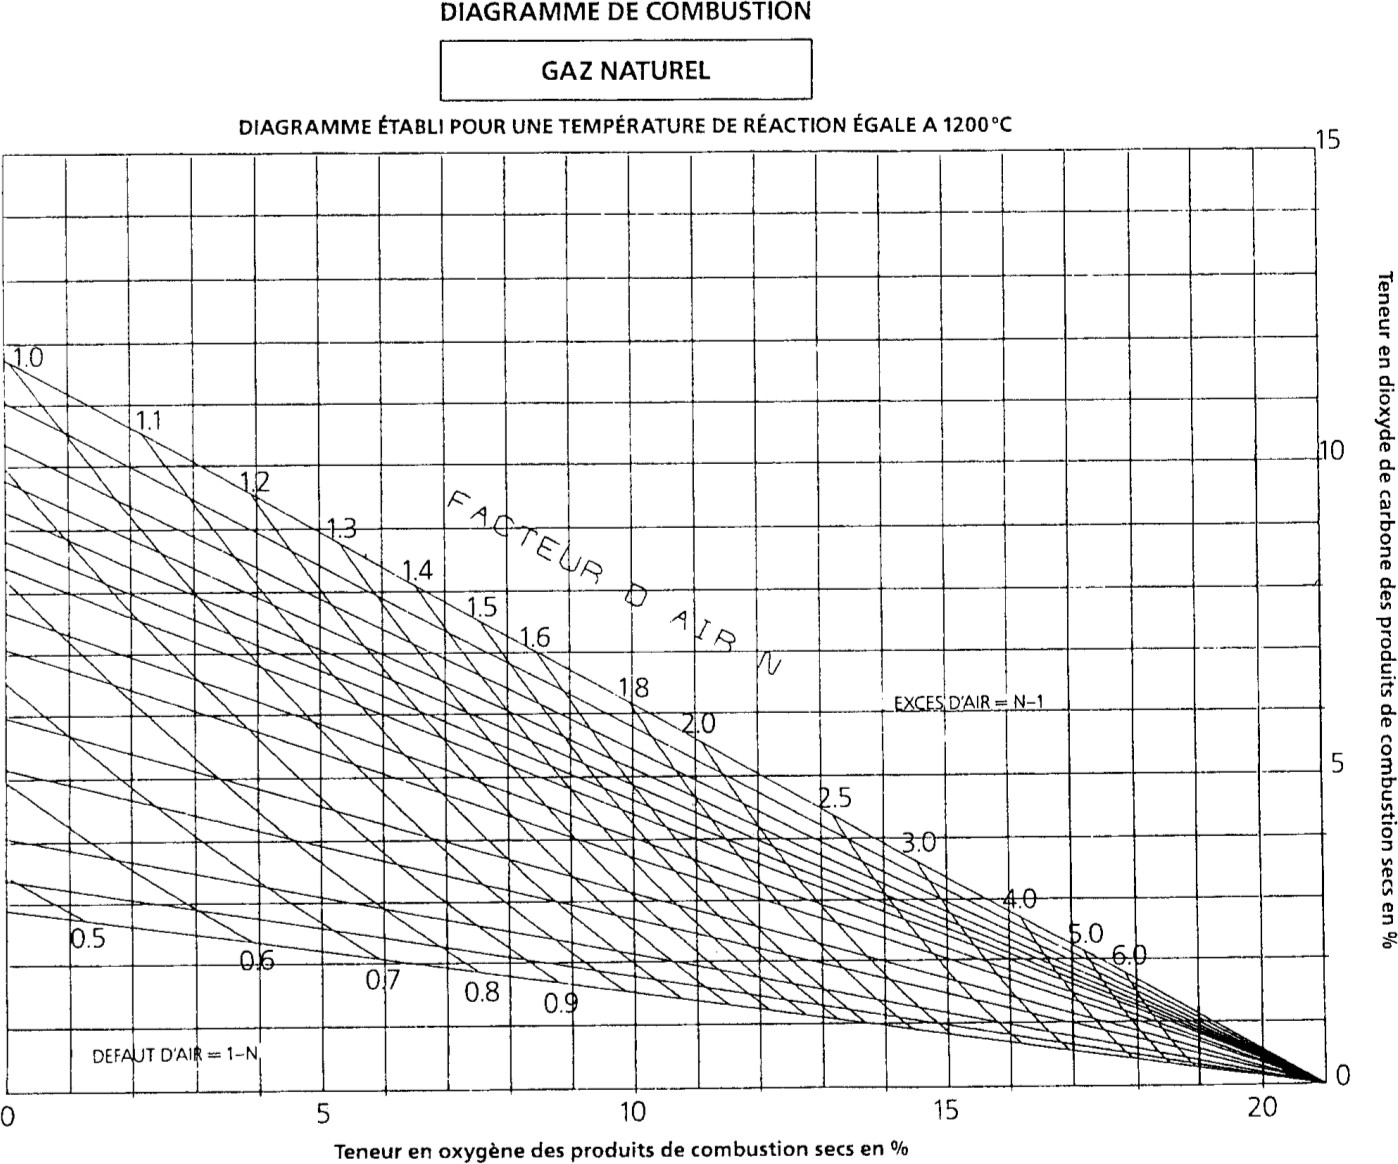 DIAGRAMME DE COMBUSTION
GAZ NATUREL
DIAGRAMME ÉTABLI POUR UNE TEMPÉRATURE DE RÉACTION ÉGALE A 1200°C
15
1.0
1.1
1.2
1.3
1.4
1.5
1.6
1.8
2.0
2.5
3.0
4.0
5.0
6.0
FACTEUR D AIR N
EXCES D'AIR = N-1
10
5
0
Teneur en dioxyde de carbone des produits de combustion secs en %
0.5
0.6
0.7
0.8
0.9
DEFAUT D'AIR = 1-N
0 5 10 15 20
Teneur en oxygène des produits de combustion secs en %